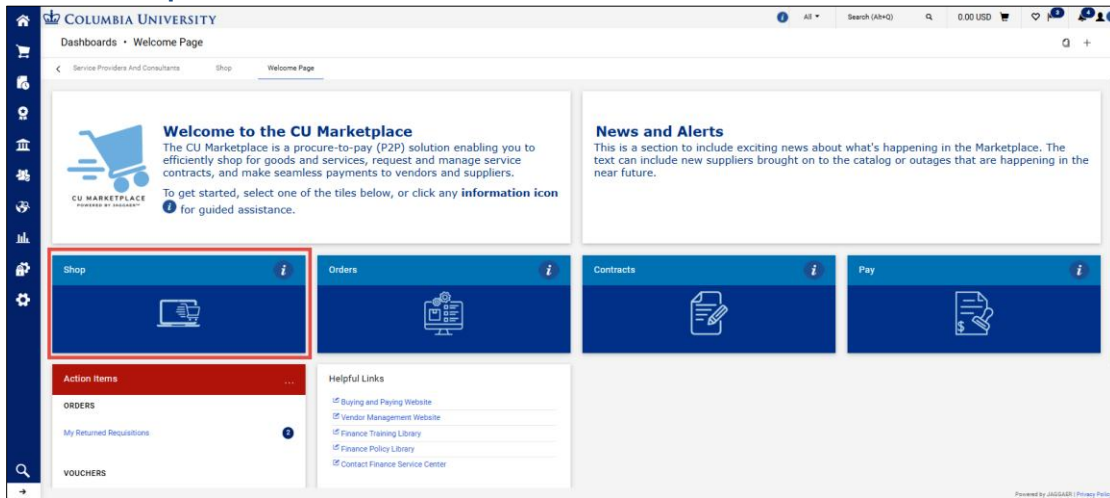 COLUMBIA UNIVERSITY
All
Search (Alt+Q)
0.00 USD
Dashboards • Welcome Page
Service Providers And Consultants
Shop
Welcome Page
Welcome to the CU Marketplace
The CU Marketplace is a procure-to-pay (P2P) solution enabling you to
efficiently shop for goods and services, request and manage service
contracts, and make seamless payments to vendors and suppliers.
To get started, select one of the tiles below, or click any information icon
i for guided assistance.
CU MARKETPLACE
POWERED BY JAGGAER
News and Alerts
This is a section to include exciting news about what's happening in the Marketplace. The
text can include new suppliers brought on to the catalog or outages that are happening in the
near future.
Shop
Orders
Contracts
Pay
Action Items
ORDERS
My Returned Requisitions 2
VOUCHERS
Helpful Links
Buying and Paying Website
Vendor Management Website
Finance Training Library
Finance Policy Library
Contact Finance Service Center
Powered by JAGGAER | Privacy Polic